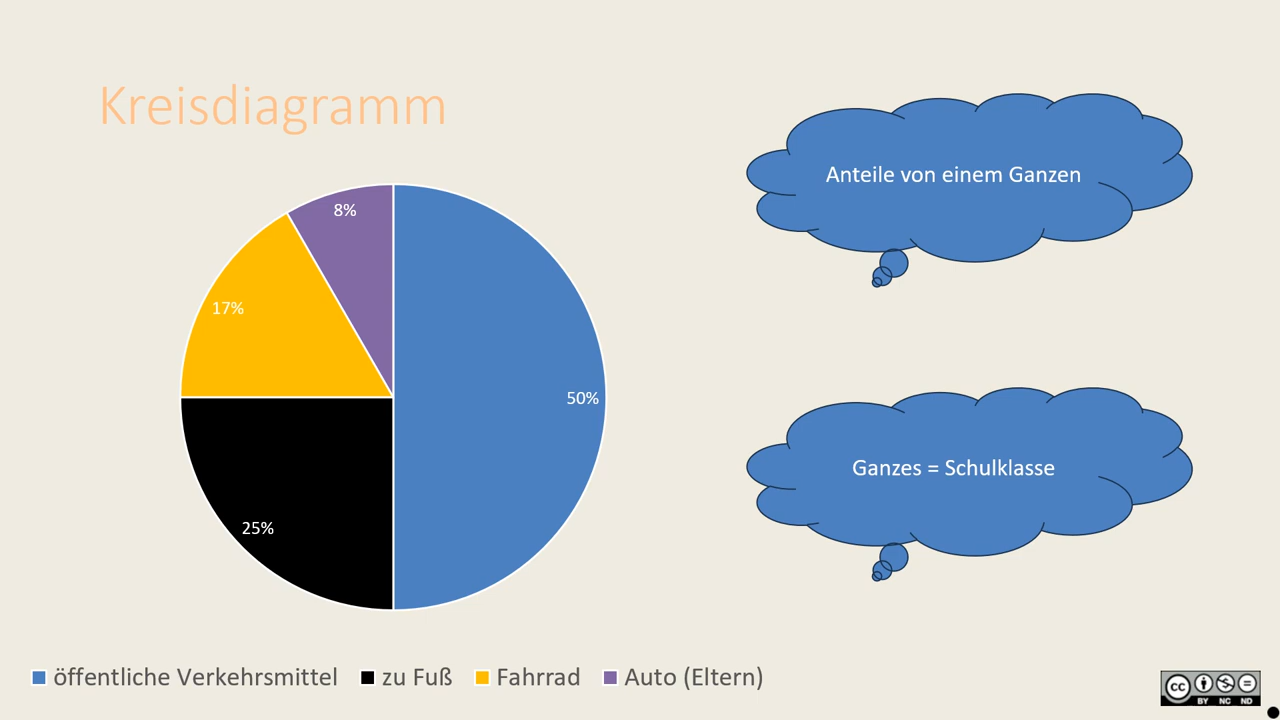 Kreisdiagramm
Anteile von einem Ganzen
8%
17%
50%
25%
Ganzes = Schulklasse
öffentliche Verkehrsmittel
zu Fuß
Fahrrad
Auto (Eltern)
cc
BY NC ND